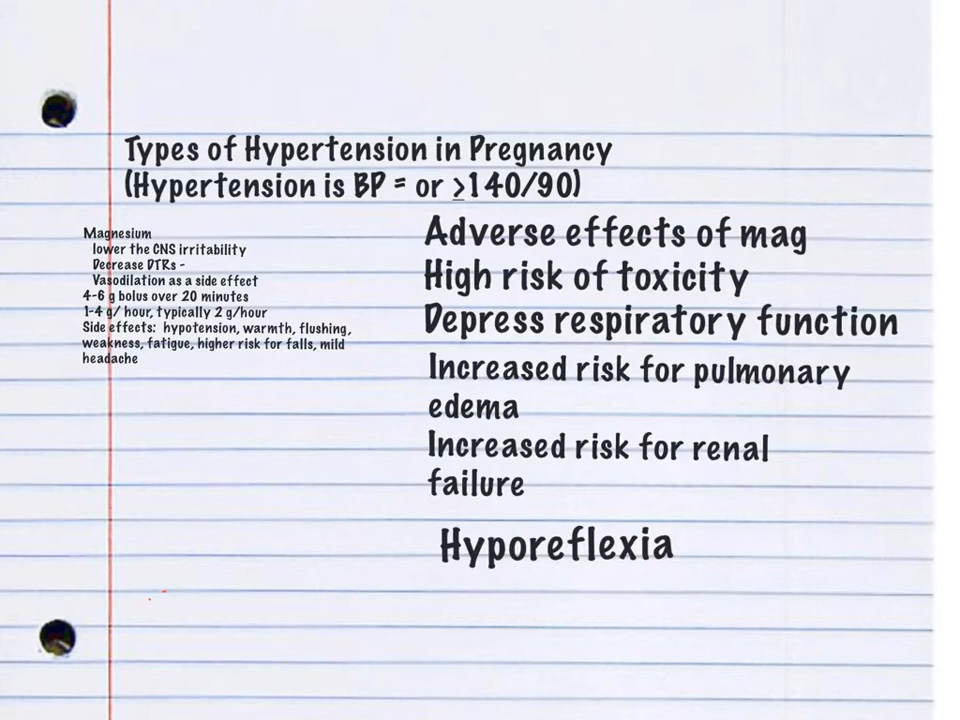 Types of Hypertension in Pregnancy
(Hypertension is BP = or ≥140/90)
Magnesium
lower the CNS irritability
Decrease DTRs -
Vasodilation as a side effect
4-6 g bolus over 20 minutes
1-4 g/ hour, typically 2 g/hour
Side effects: hypotension, warmth, flushing,
weakness, fatigue, higher risk for falls, mild
headache
Adverse effects of mag
High risk of toxicity
Depress respiratory function
Increased risk for pulmonary
edema
Increased risk for renal
failure
Hyporeflexia